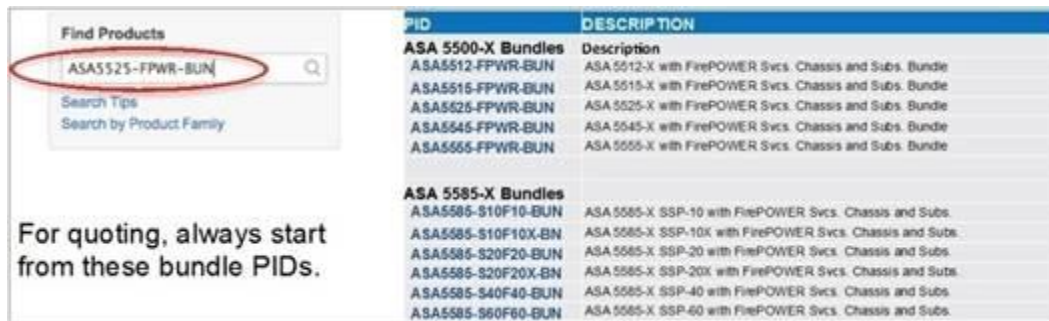 Find Products
ASA5525-FPWR-BUN
Search Tips
Search by Product Family
For quoting, always start
from these bundle PIDs.
PID DESCRIPTION
ASA 5500-X Bundles Description
ASA5512-FPWR-BUN ASA 5512-X with FirePOWER Svcs. Chassis and Subs. Bundle
ASA5515-FPWR-BUN ASA 5515-X with FirePOWER Svcs. Chassis and Subs. Bundle
ASA5525-FPWR-BUN ASA 5525-X with FirePOWER Svcs. Chassis and Subs. Bundle
ASA5545-FPWR-BUN ASA 5545-X with FirePOWER Svcs. Chassis and Subs. Bundle
ASA5555-FPWR-BUN ASA 5555-X with FirePOWER Svcs. Chassis and Subs. Bundle
ASA 5585-X Bundles
ASA5585-S10F10-BUN ASA 5585-X SSP-10 with FirePOWER Svcs. Chassis and Subs.
ASA5585-S10F10X-BN ASA 5585-X SSP-10X with FirePOWER Svcs. Chassis and Subs.
ASA5585-S20F20-BUN ASA 5585-X SSP-20 with FirePOWER Svcs. Chassis and Subs.
ASA5585-S20F20X-BN ASA 5585-X SSP-20X with FirePOWER Svcs. Chassis and Subs.
ASA5585-S40F40-BUN ASA 5585-X SSP-40 with FirePOWER Svcs. Chassis and Subs.
ASA5585-S60F60-BUN ASA 5585-X SSP-60 with FirePOWER Svcs. Chassis and Subs.